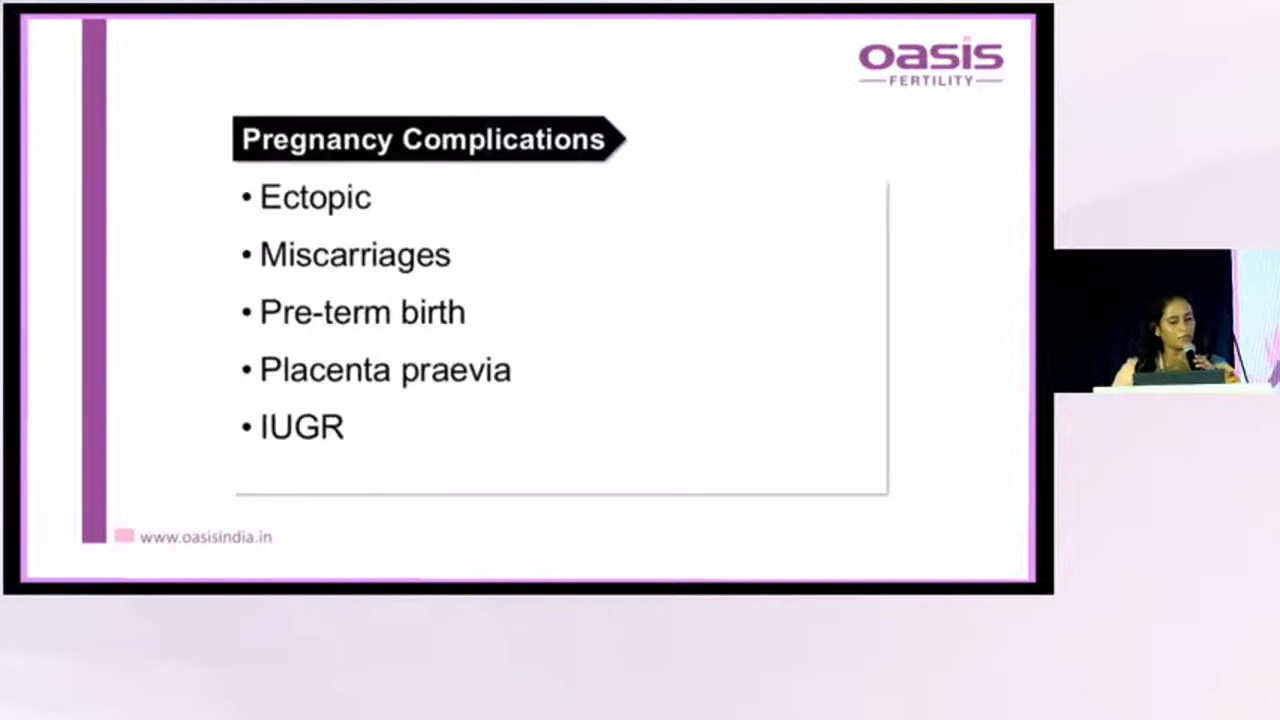 oasis
FERTILITY
Pregnancy Complications
• Ectopic
• Miscarriages
• Pre-term birth
• Placenta praevia
• IUGR
www.oasisindia.in